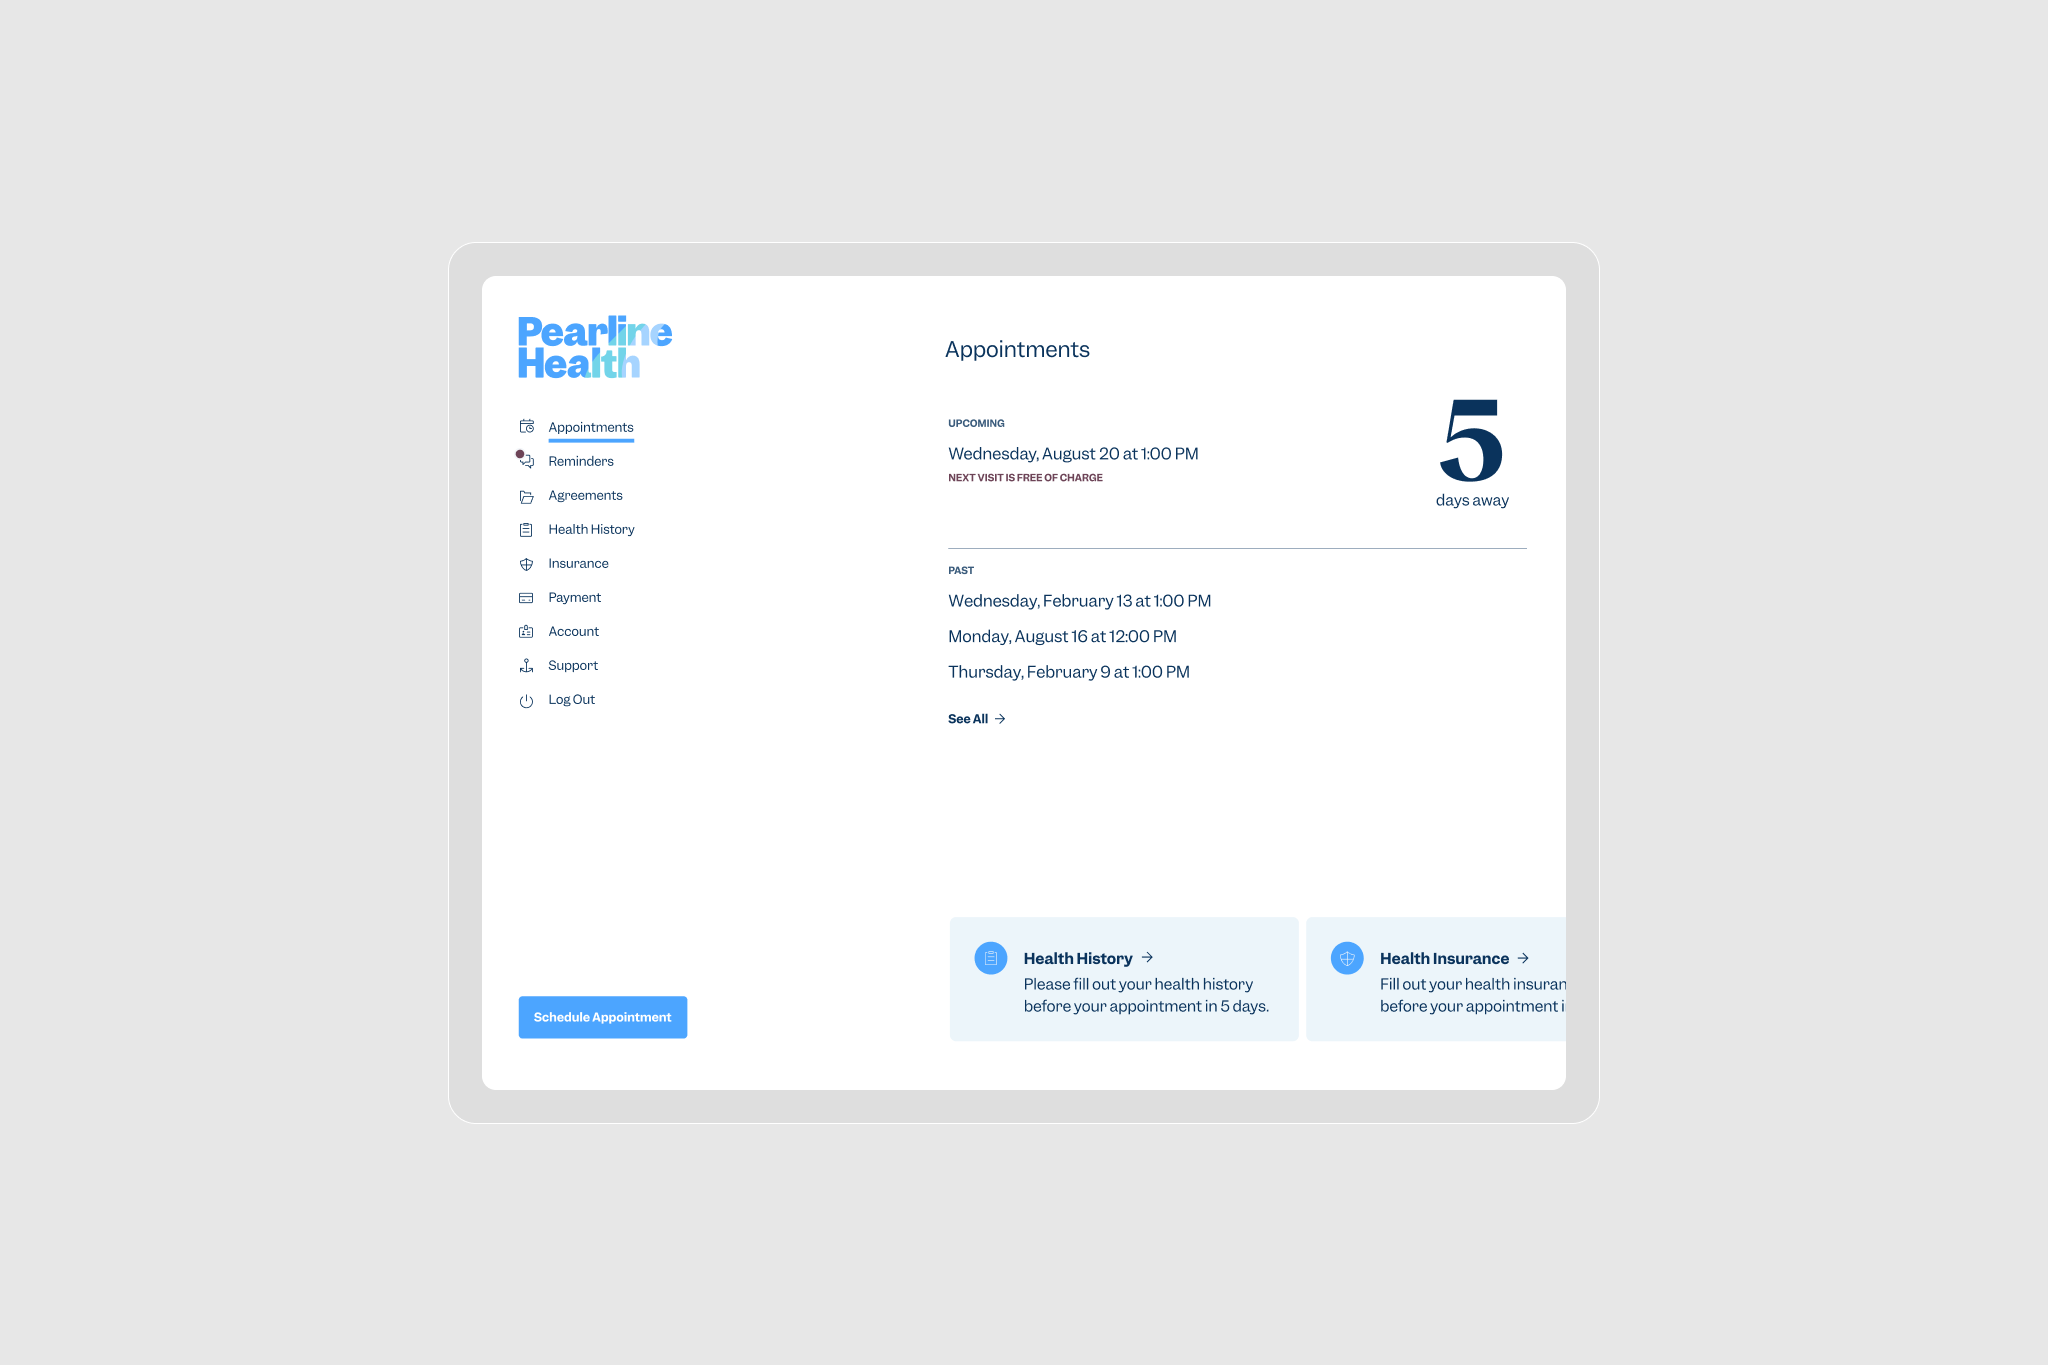 Pearline
Health
Appointments
Reminders
Agreements
Health History
Insurance
Payment
Account
Support
Log Out
Schedule Appointment
Appointments
UPCOMING
Wednesday, August 20 at 1:00 PM
NEXT VISIT IS FREE OF CHARGE
5
days away
PAST
Wednesday, February 13 at 1:00 PM
Monday, August 16 at 12:00 PM
Thursday, February 9 at 1:00 PM
See All
Health History
Please fill out your health history
before your appointment in 5 days.
Health Insurance
Fill out your health insuran
before your appointment i